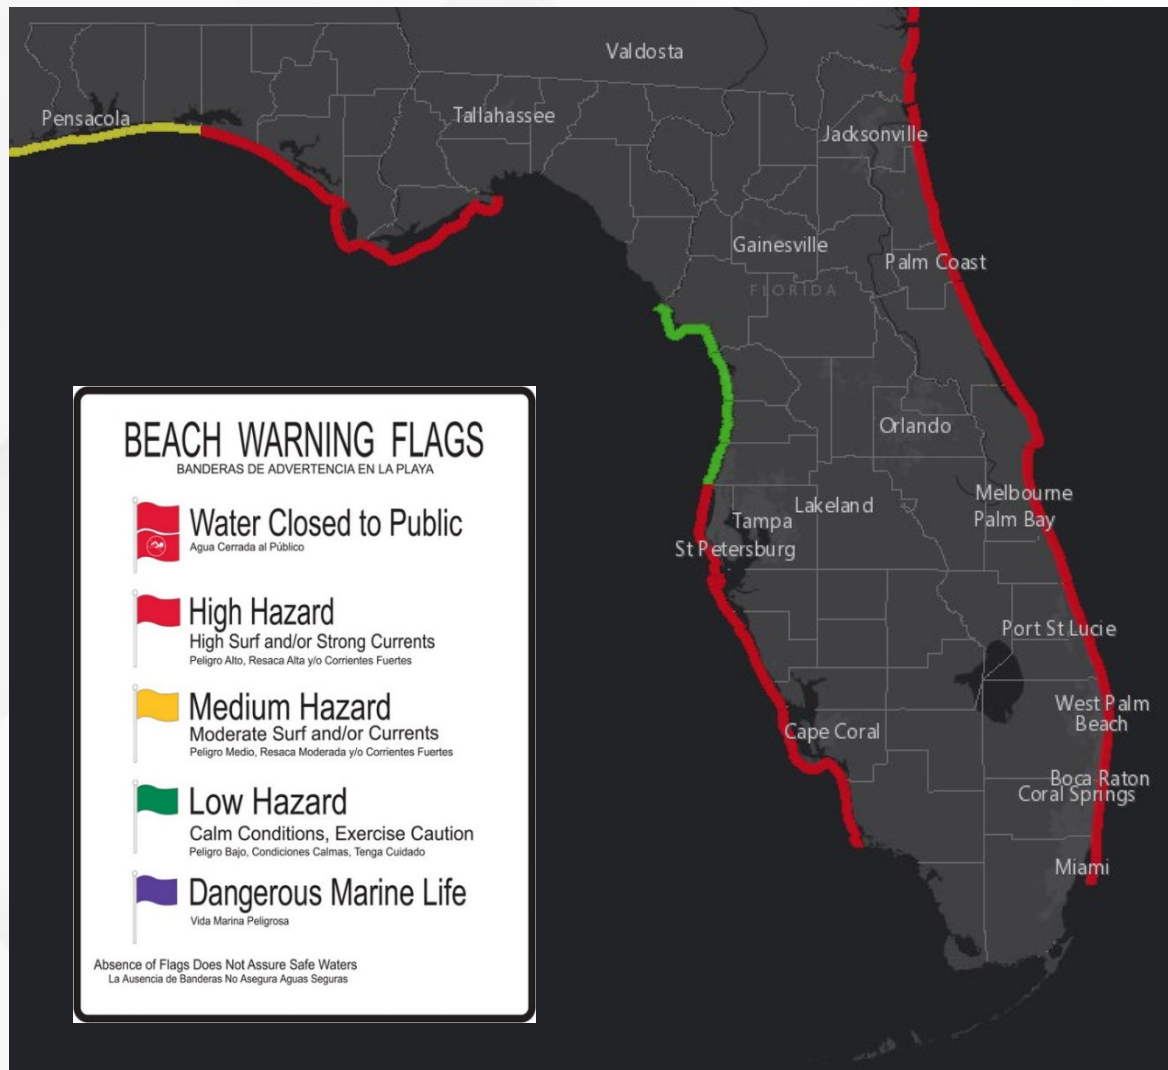 Valdosta
Pensacola
Tallahassee
Jacksonville
Gainesville
Palm Coast
FLORIDA
Orlando
Lakeland
Melbourne
Tampa
Palm Bay
St Petersburg
Port St Lucie
West Palm
Beach
Cape Coral
Boca Raton
Coral Springs
Miami
BEACH WARNING FLAGS
BANDERAS DE ADVERTENCIA EN LA PLAYA
Water Closed to Public
Agua Cerrada al Público
High Hazard
High Surf and/or Strong Currents
Peligro Alto, Resaca Alta y/o Corrientes Fuertes
Medium Hazard
Moderate Surf and/or Currents
Peligro Medio, Resaca Moderada y/o Corrientes Fuertes
Low Hazard
Calm Conditions, Exercise Caution
Peligro Bajo, Condiciones Calmas, Tenga Cuidado
Dangerous Marine Life
Vida Marina Peligrosa
Absence of Flags Does Not Assure Safe Waters
La Ausencia de Banderas No Asegura Aguas Seguras